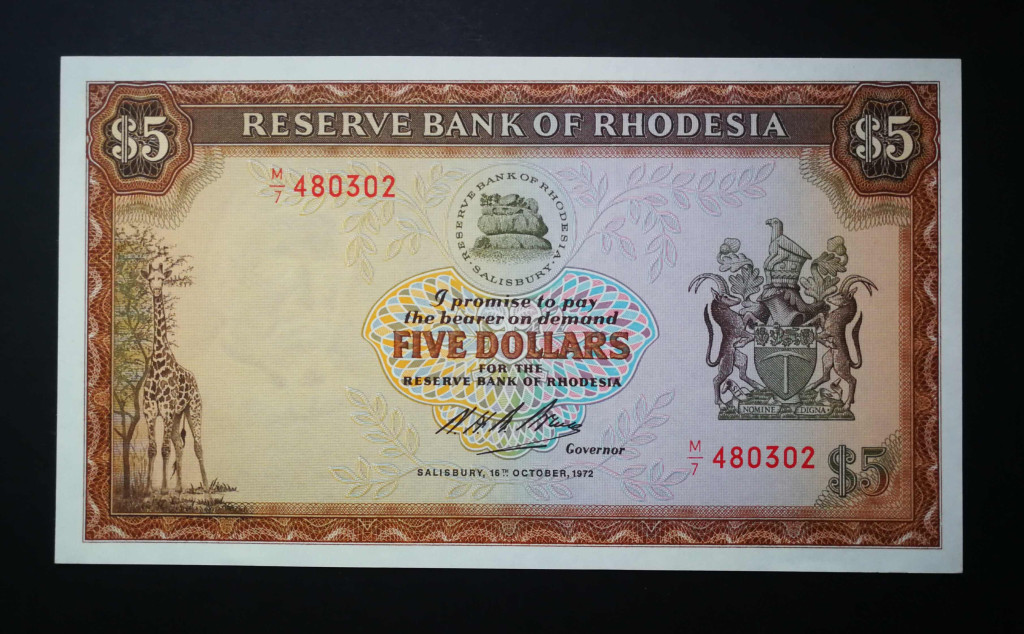 $5
RESERVE BANK OF RHODESIA
$5
M/7 480302
RESERVE BANK OF RHODESIA.
SALISBURY.
I promise to pay
the bearer on demand
FIVE DOLLARS
FOR THE
RESERVE BANK OF RHODESIA
Governor
SALISBURY, 16TH OCTOBER, 1972
NOMINE DIGNA
M/7 480302
$5